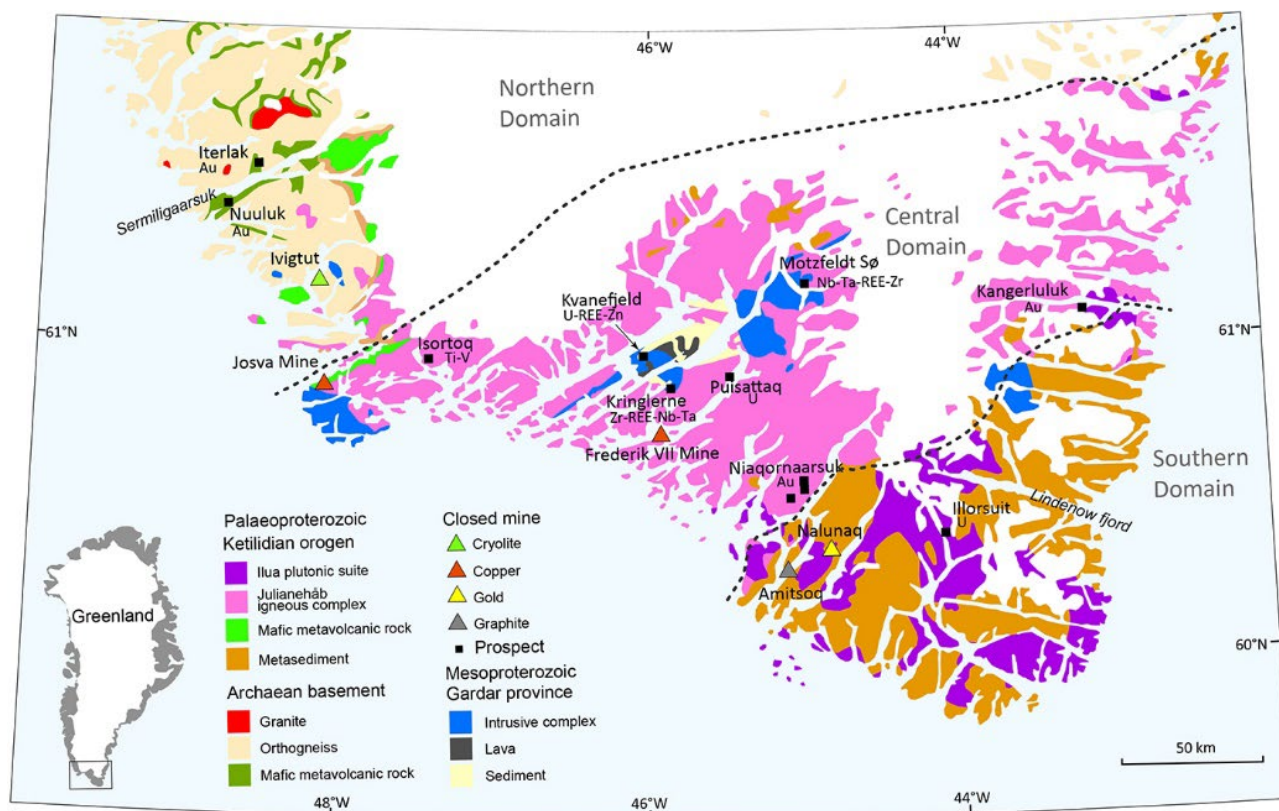 46°W
44°W
Northern
Domain
Iterlak
Au
Sermiligaarsuk
Nuuluk
Au
Ivigtut
Central
Domain
Motzfeldt Sø
Nb-Ta-REE-Zr
Kvanefjeld
U-REE-Zn
Kangerluluk
Au
61°N
61°N
Isortoq
Ti-V
Josva Mine
Puisattaq
U
Kringlerne
Zr-REE-Nb-Ta
Frederik VII Mine
Niaqornaarsuk
Au
Southern
Domain
Lindenow fjord
Illorsuit
U
Nalunaq
Amitsoq
60°N
Greenland
Palaeoproterozoic
Ketilidian orogen
Ilua plutonic suite
Julianehåb
igneous complex
Mafic metavolcanic rock
Metasediment
Archaean basement
Granite
Orthogneiss
Mafic metavolcanic rock
Closed mine
Cryolite
Copper
Gold
Graphite
Prospect
Mesoproterozoic
Gardar province
Intrusive complex
Lava
Sediment
50 km
48°W
46°W
44°W